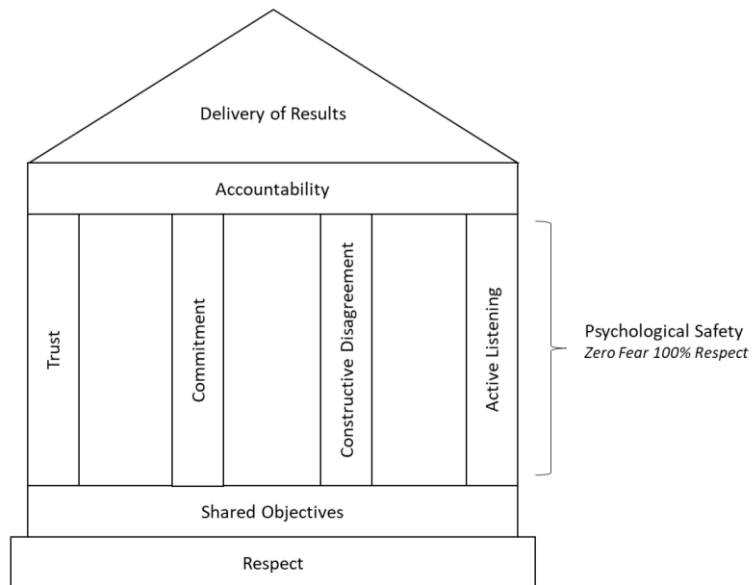 Delivery of Results
Accountability
Trust
Commitment
Constructive Disagreement
Active Listening
Psychological Safety
Zero Fear 100% Respect
Shared Objectives
Respect